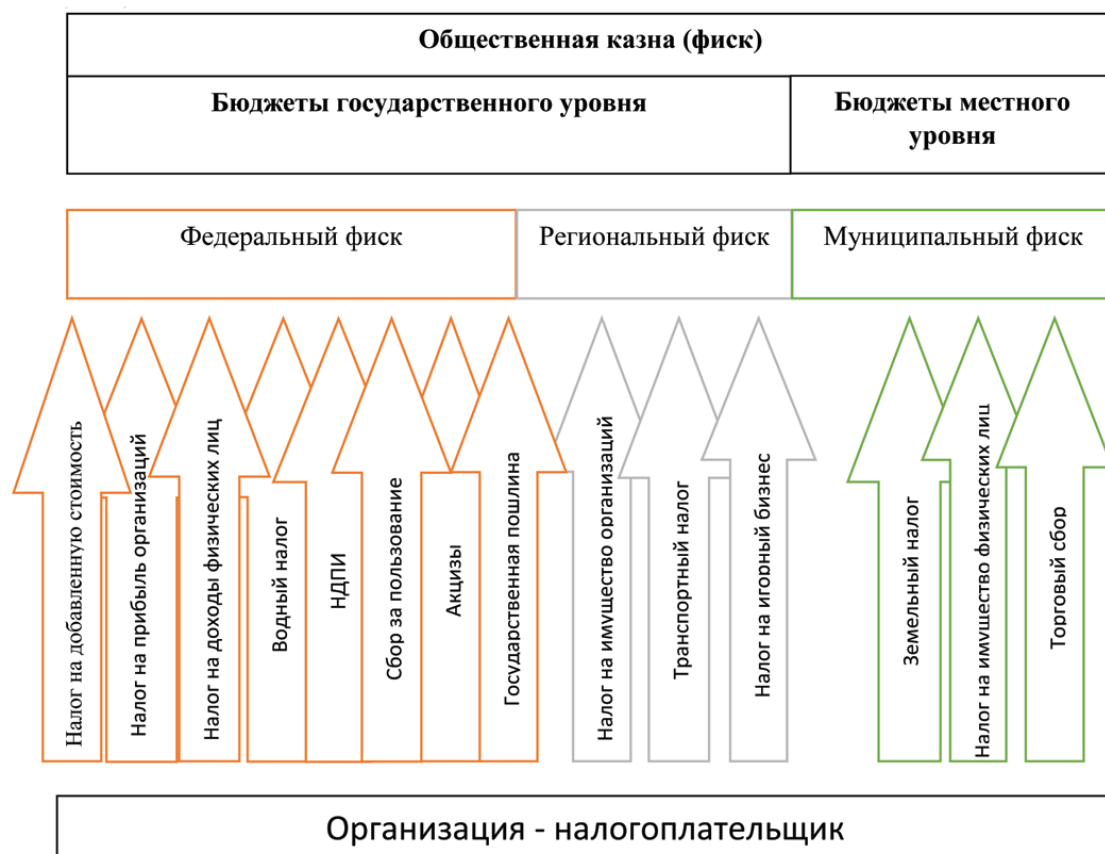 Общественная казна (фиск)
Бюджеты государственного уровня
Бюджеты местного
уровня
Федеральный фиск
Региональный фиск
Муниципальный фиск
Налог на добавленную стоимость
Налог на прибыль организаций
Налог на доходы физических лиц
Водный налог
НДПИ
Сбор за пользование
Акцизы
Государственная пошлина
Налог на имущество организаций
Транспортный налог
Налог на игорный бизнес
Земельный налог
Налог на имущество физических лиц
Торговый сбор
Организация - налогоплательщик